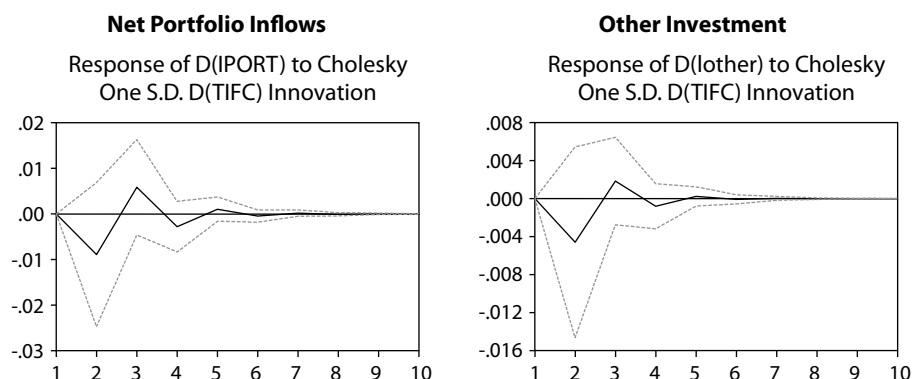 Net Portfolio Inflows
Response of D(IPORT) to Cholesky
One S.D. D(TIFC) Innovation
.02
.01
.00
-.01
-.02
-.03
1 2 3 4 5 6 7 8 9 10
Other Investment
Response of D(lother) to Cholesky
One S.D. D(TIFC) Innovation
.008
.004
.000
-.004
-.008
-.012
-.016
1 2 3 4 5 6 7 8 9 10